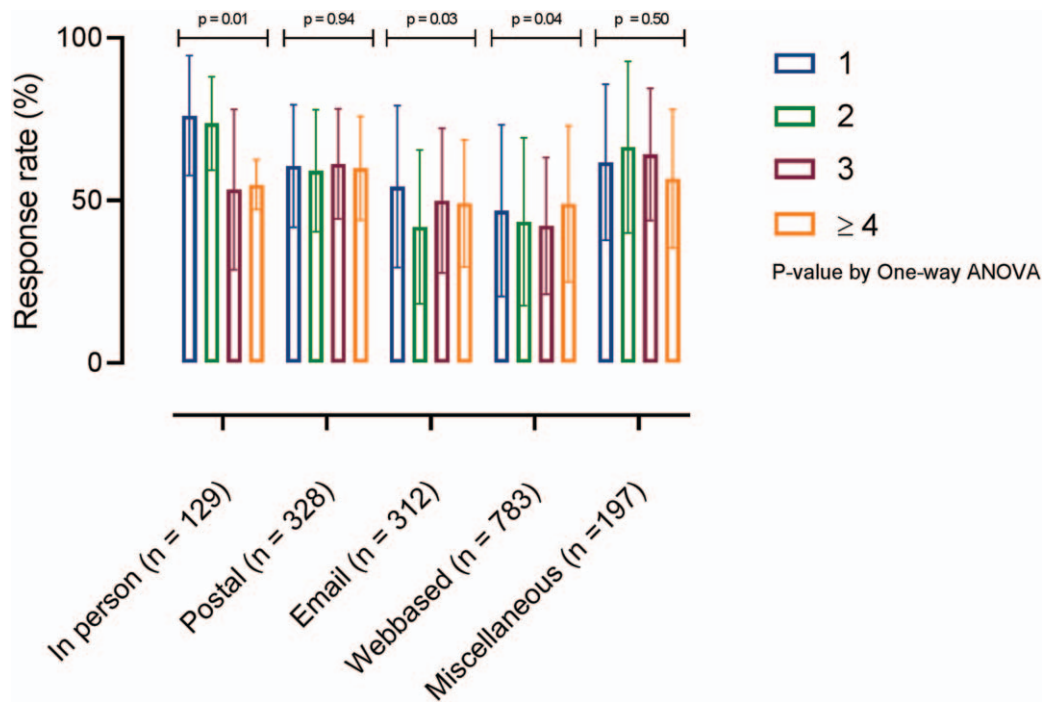 p = 0.01
p = 0.94
p = 0.03
p = 0.04
p = 0.50
100
50
0
Response rate (%)
1
2
3
≥ 4
P-value by One-way ANOVA
In person (n = 129)
Postal (n = 328)
Email (n = 312)
Webbased (n = 783)
Miscellaneous (n =197)